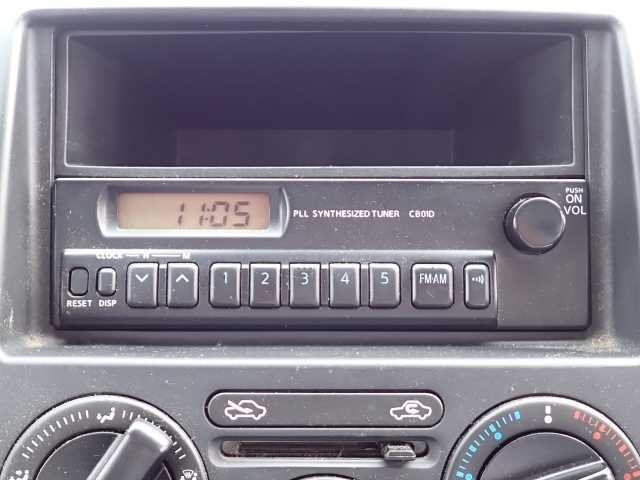 11:05
PLL SYNTHESIZED TUNER CB01D
PUSH
ON
VOL
CLOCK H M
RESET DISP 1 2 3 4 5 FM·AM